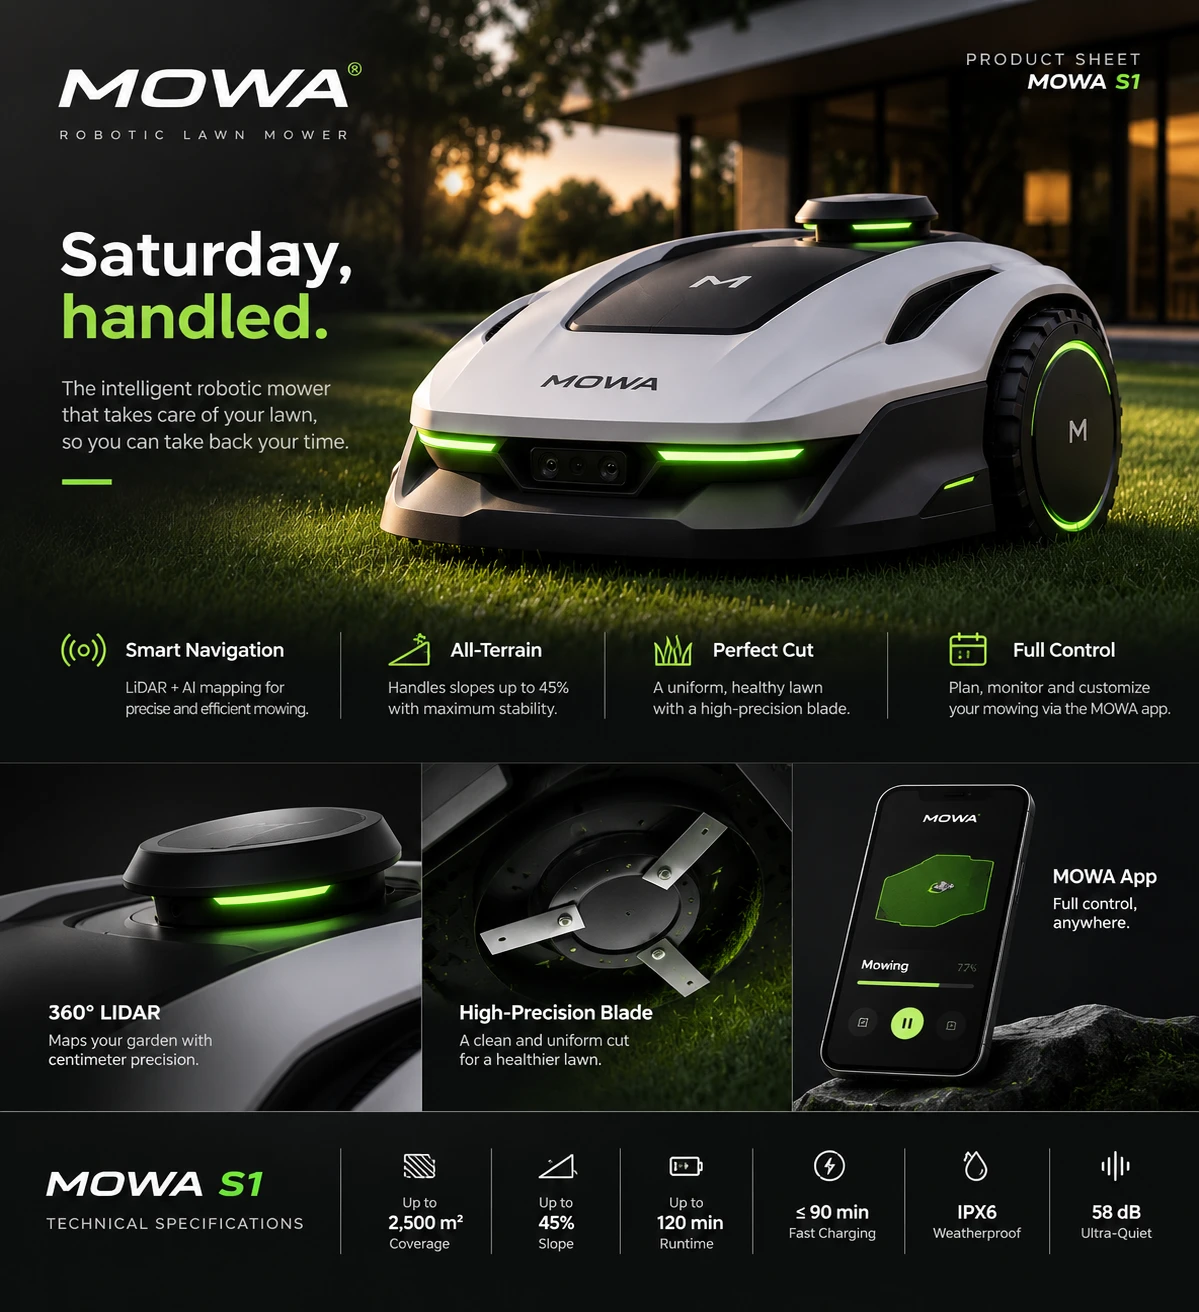 MOWA®
ROBOTIC LAWN MOWER
PRODUCT SHEET
MOWA S1
Saturday,
handled.
The intelligent robotic mower
that takes care of your lawn,
so you can take back your time.
M
MOWA
M
Smart Navigation
LiDAR + AI mapping for
precise and efficient mowing.
All-Terrain
Handles slopes up to 45%
with maximum stability.
Perfect Cut
A uniform, healthy lawn
with a high-precision blade.
Full Control
Plan, monitor and customize
your mowing via the MOWA app.
360° LIDAR
Maps your garden with
centimeter precision.
High-Precision Blade
A clean and uniform cut
for a healthier lawn.
MOWA
Mowing 77%
MOWA App
Full control,
anywhere.
MOWA S1
TECHNICAL SPECIFICATIONS
Up to
2,500 m²
Coverage
Up to
45%
Slope
Up to
120 min
Runtime
≤ 90 min
Fast Charging
IPX6
Weatherproof
58 dB
Ultra-Quiet